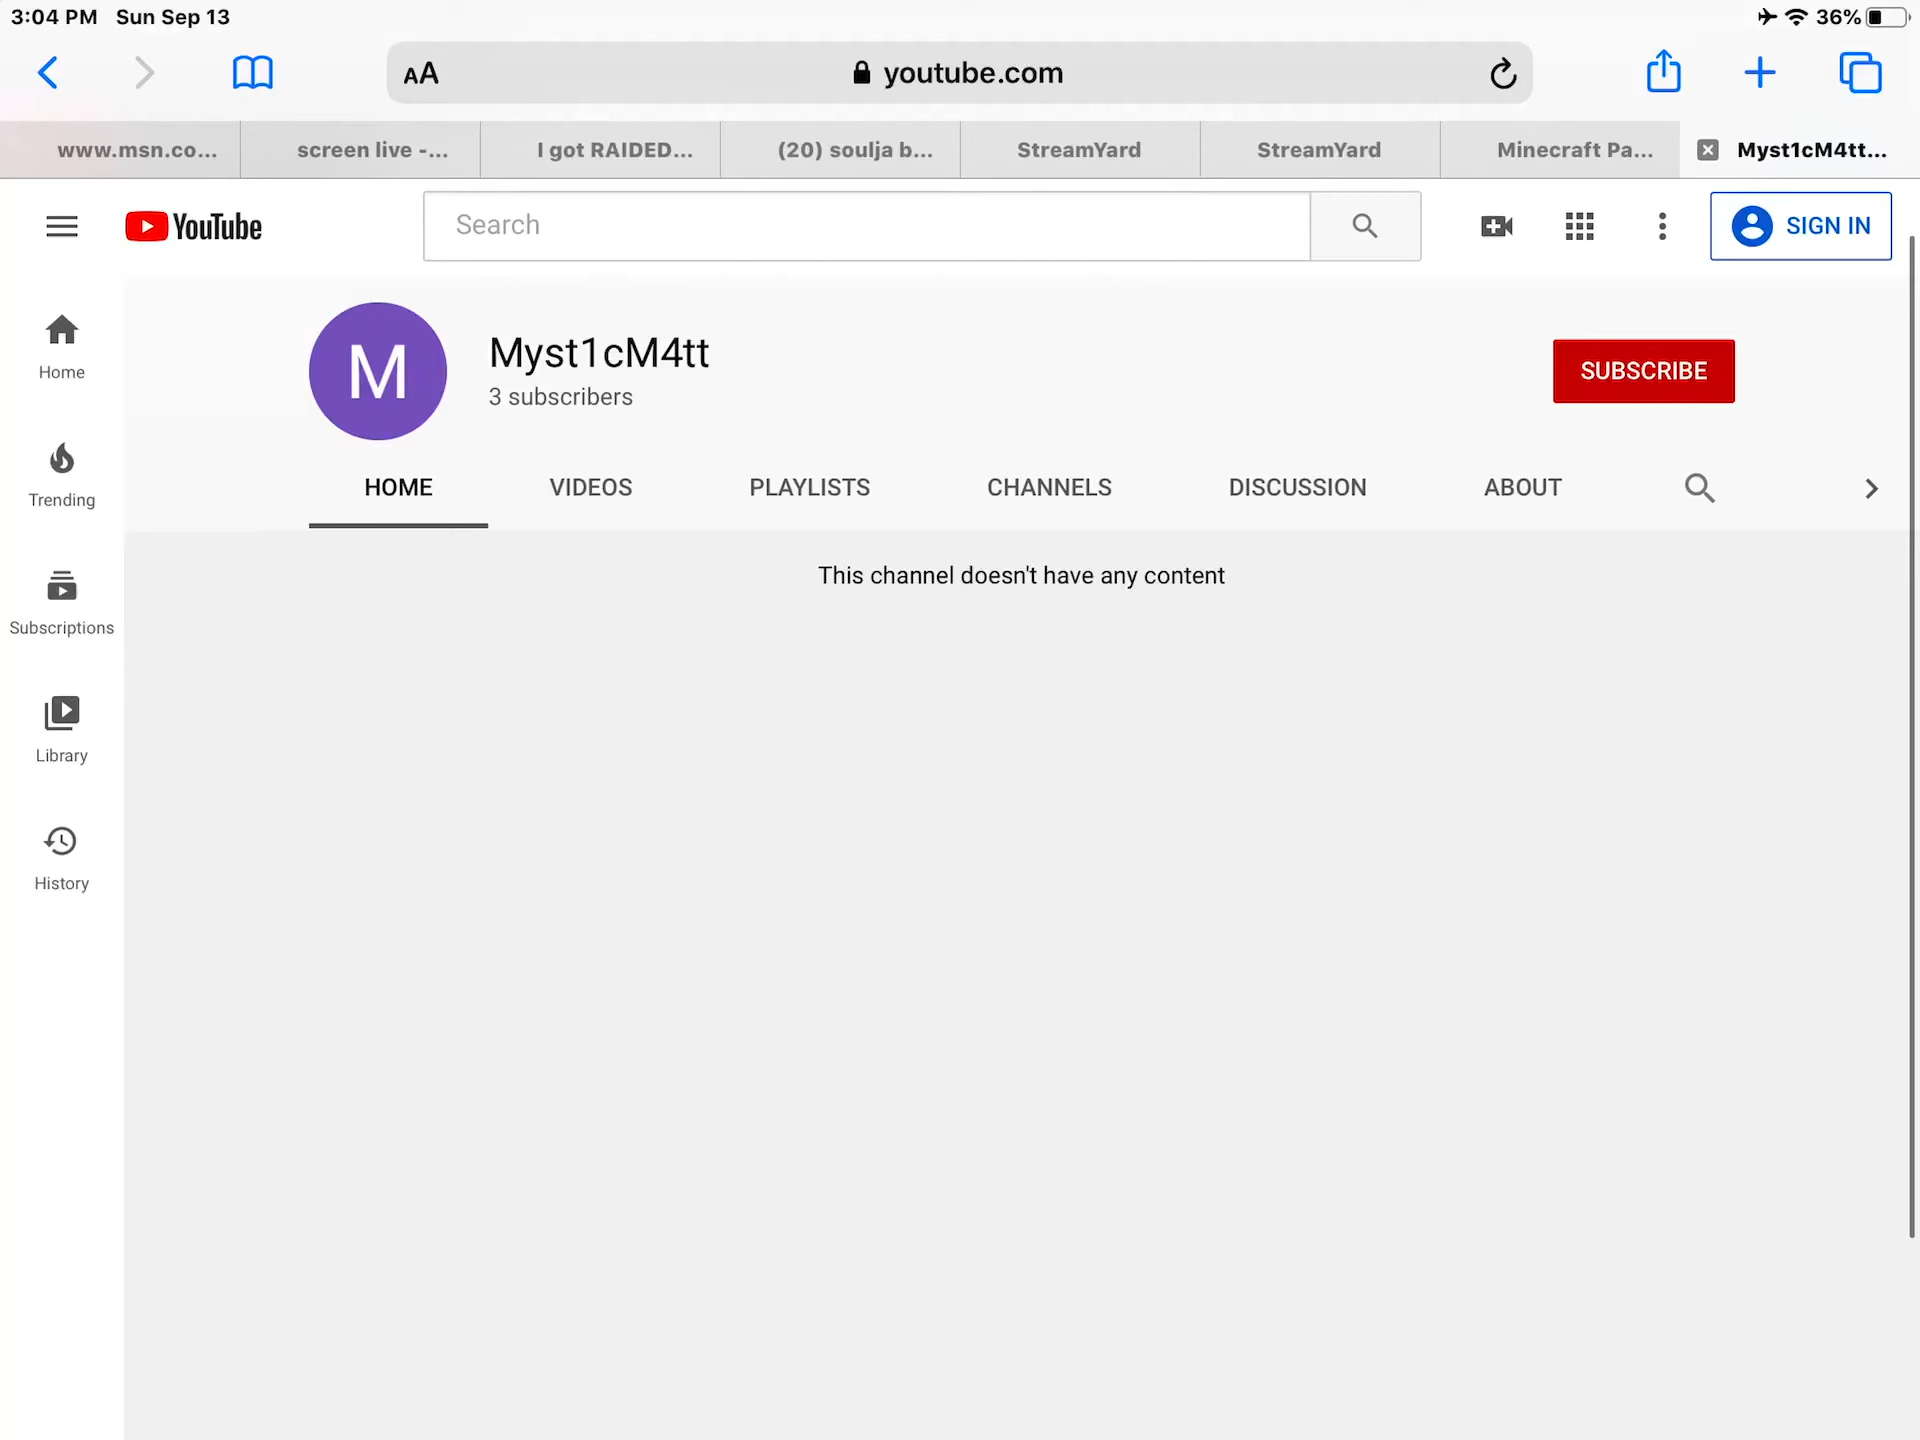 3:04 PM Sun Sep 13 36%
AA youtube.com
www.msn.co... screen live -... I got RAIDED... (20) soulja b... StreamYard StreamYard Minecraft Pa... Myst1cM4tt...
YouTube Search SIGN IN
M Myst1cM4tt
3 subscribers
SUBSCRIBE
HOME VIDEOS PLAYLISTS CHANNELS DISCUSSION ABOUT
This channel doesn't have any content
Home
Trending
Subscriptions
Library
History